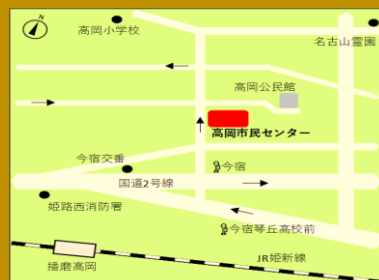 高岡小学校
名古山霊園
高岡公民館
高岡市民センター
今宿交番
今宿
国道2号線
姫路西消防署
今宿琴丘高校前
JR姫新線
播磨高岡